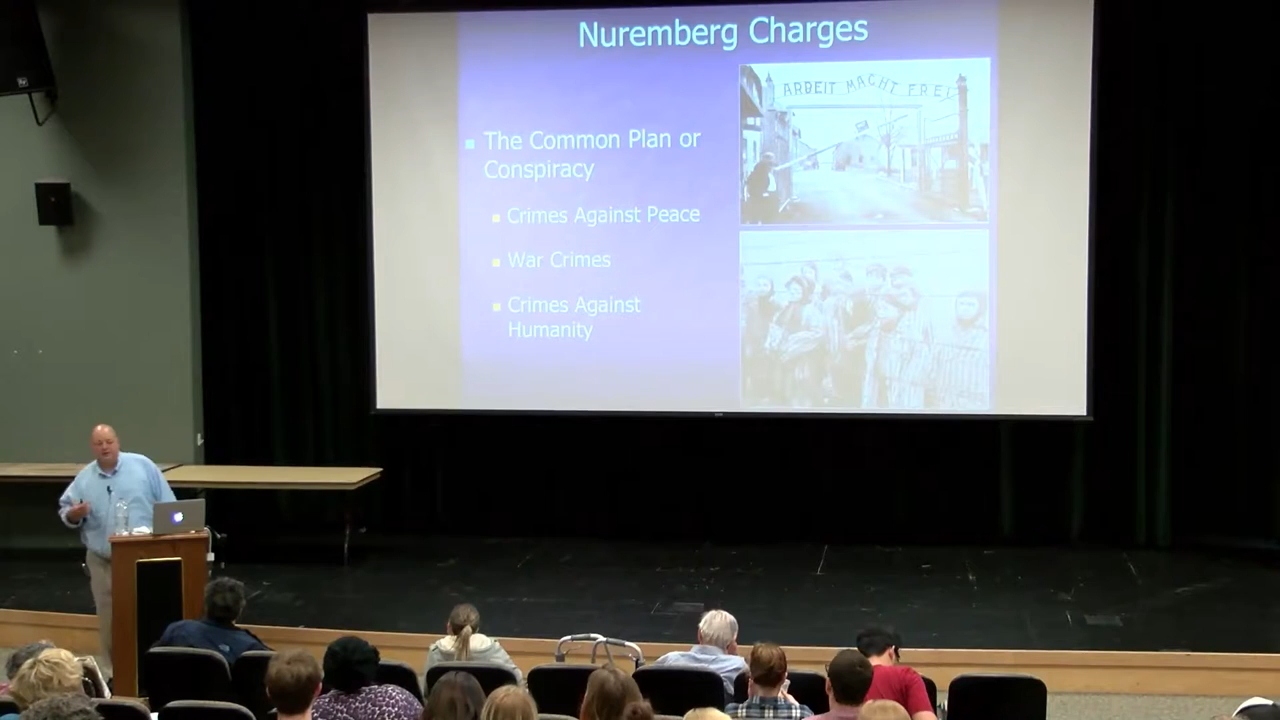 Nuremberg Charges
ARBEIT MACHT FREI
The Common Plan or
Conspiracy
Crimes Against Peace
War Crimes
Crimes Against
Humanity